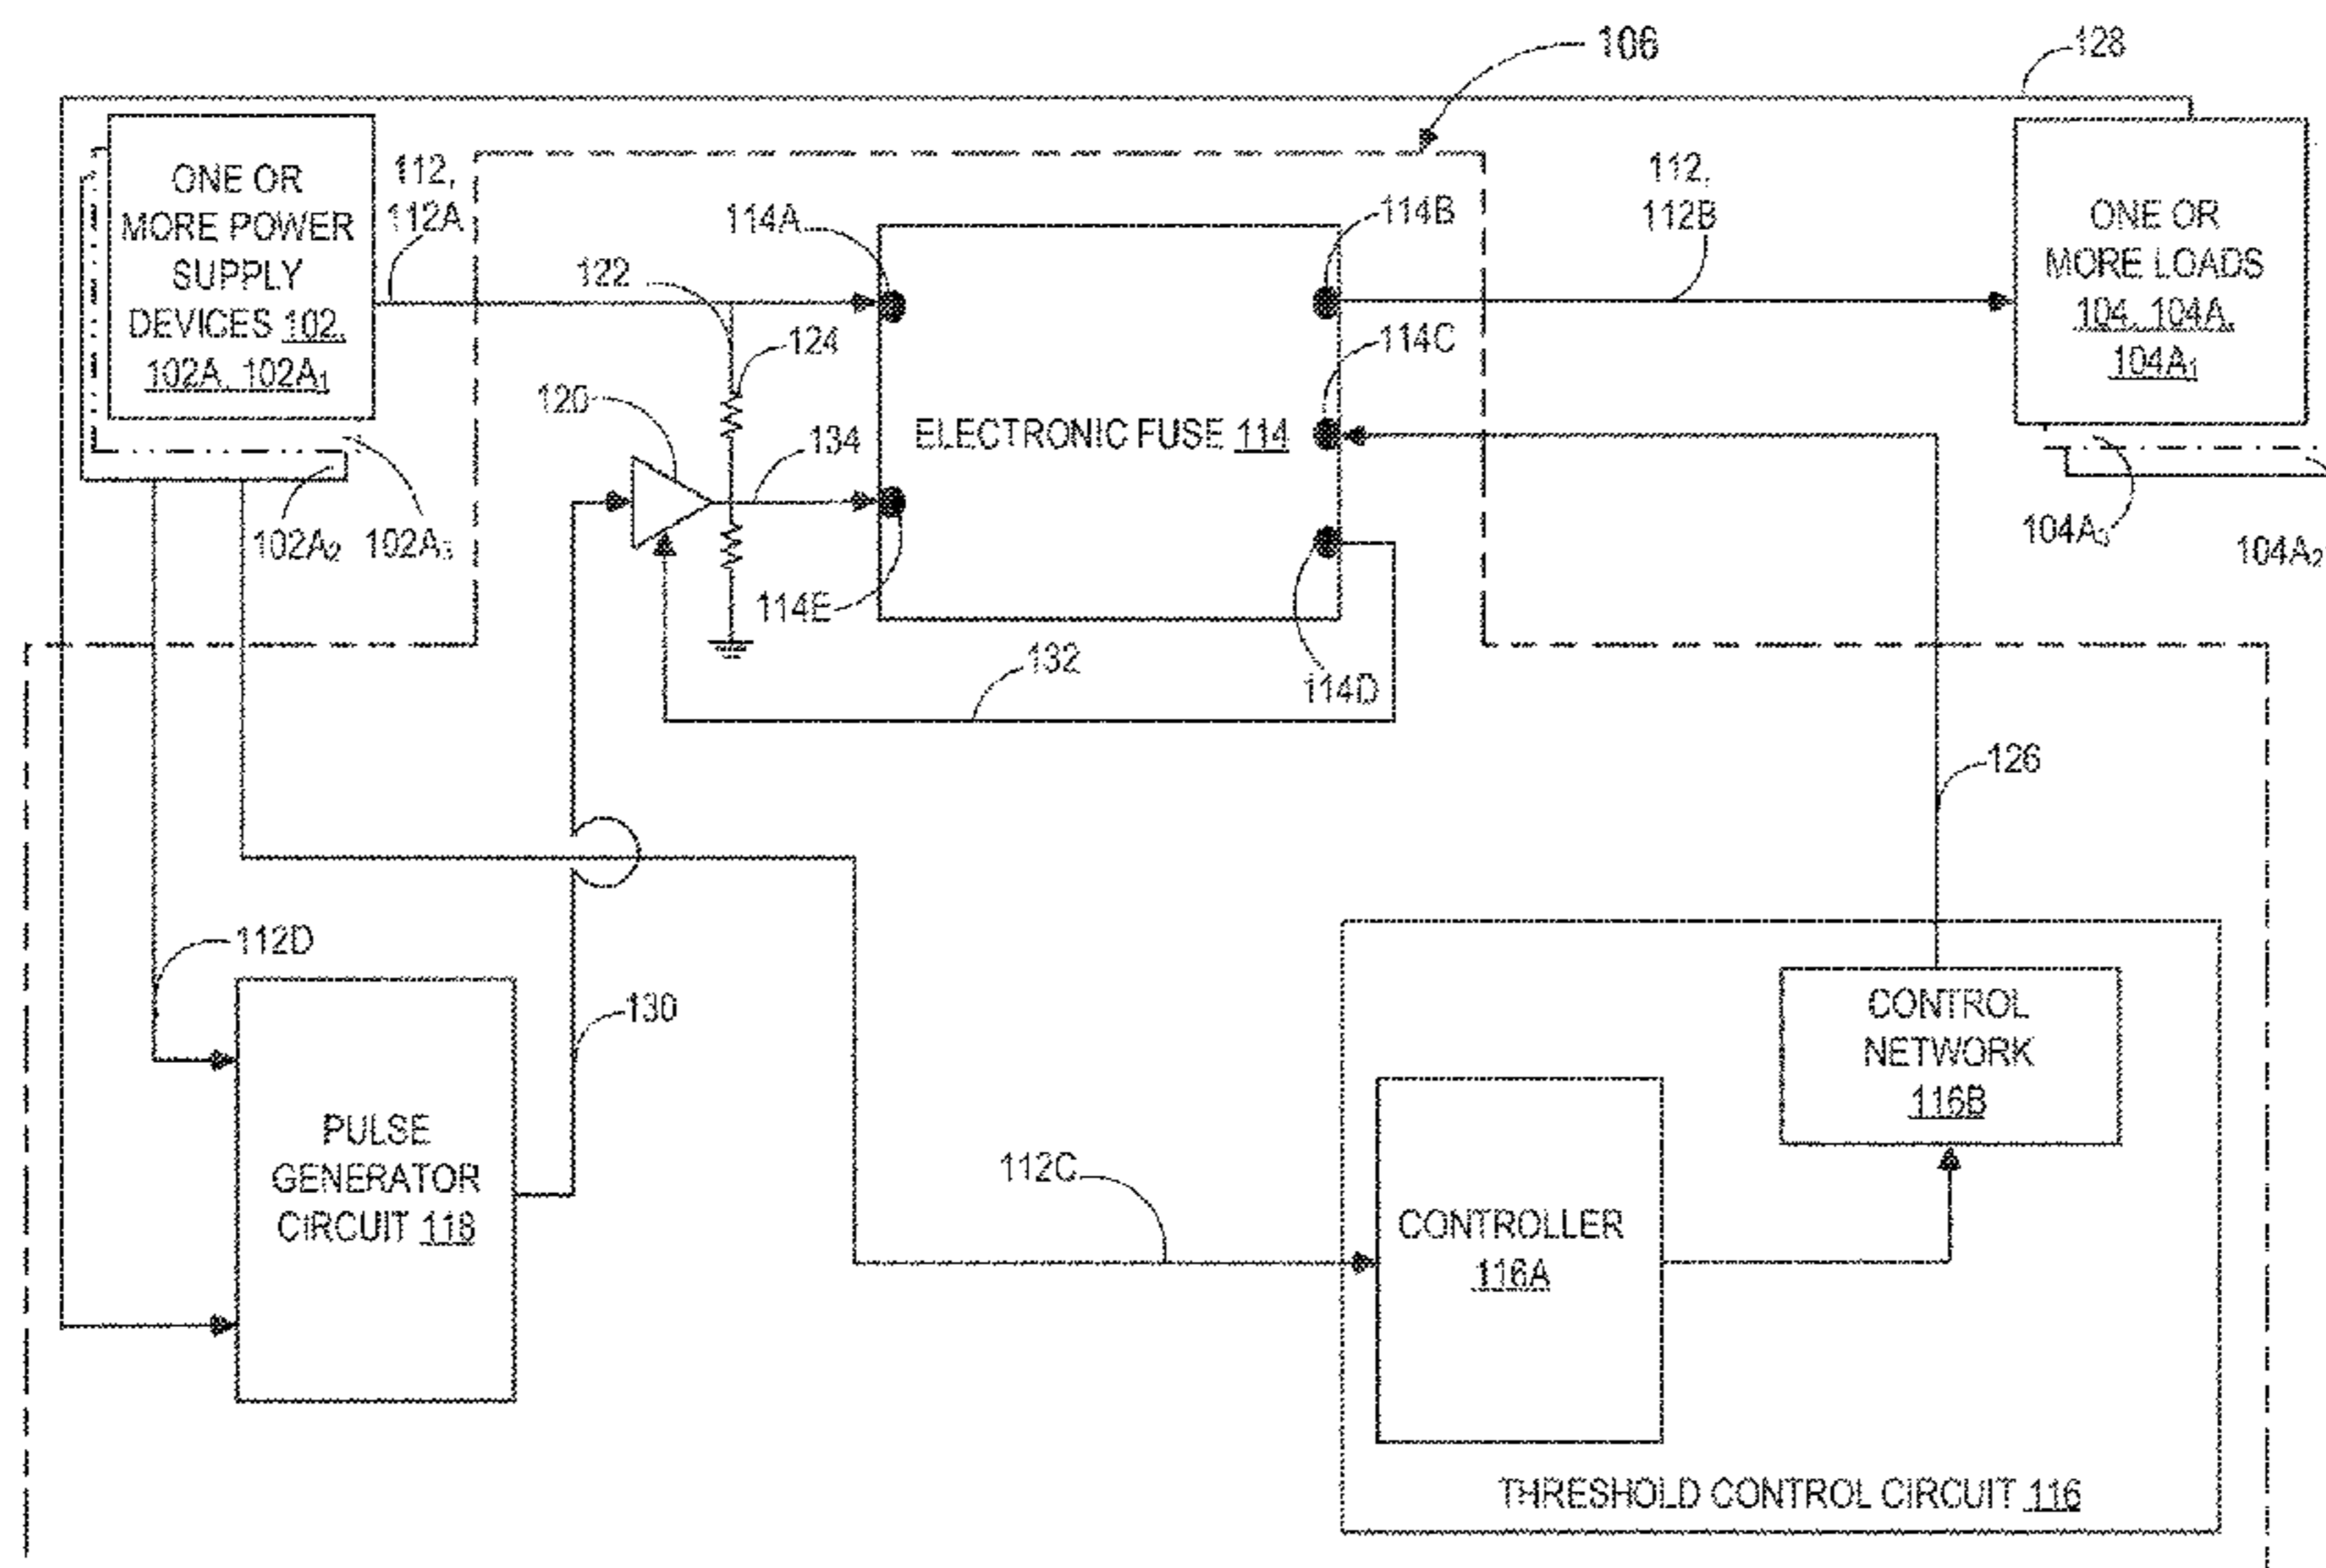 106
128
ONE OR
MORE POWER
SUPPLY
DEVICES 102,
102A, 102A1
112,
112A
114A
122
124
120
134
114E
102A2
102A3
ELECTRONIC FUSE 114
114B
114C
114D
112,
112B
ONE OR
MORE LOADS
104, 104A,
104A1
104A3
104A2
132
126
112D
130
PULSE
GENERATOR
CIRCUIT 118
112C
CONTROL
NETWORK
116B
CONTROLLER
116A
THRESHOLD CONTROL CIRCUIT 116